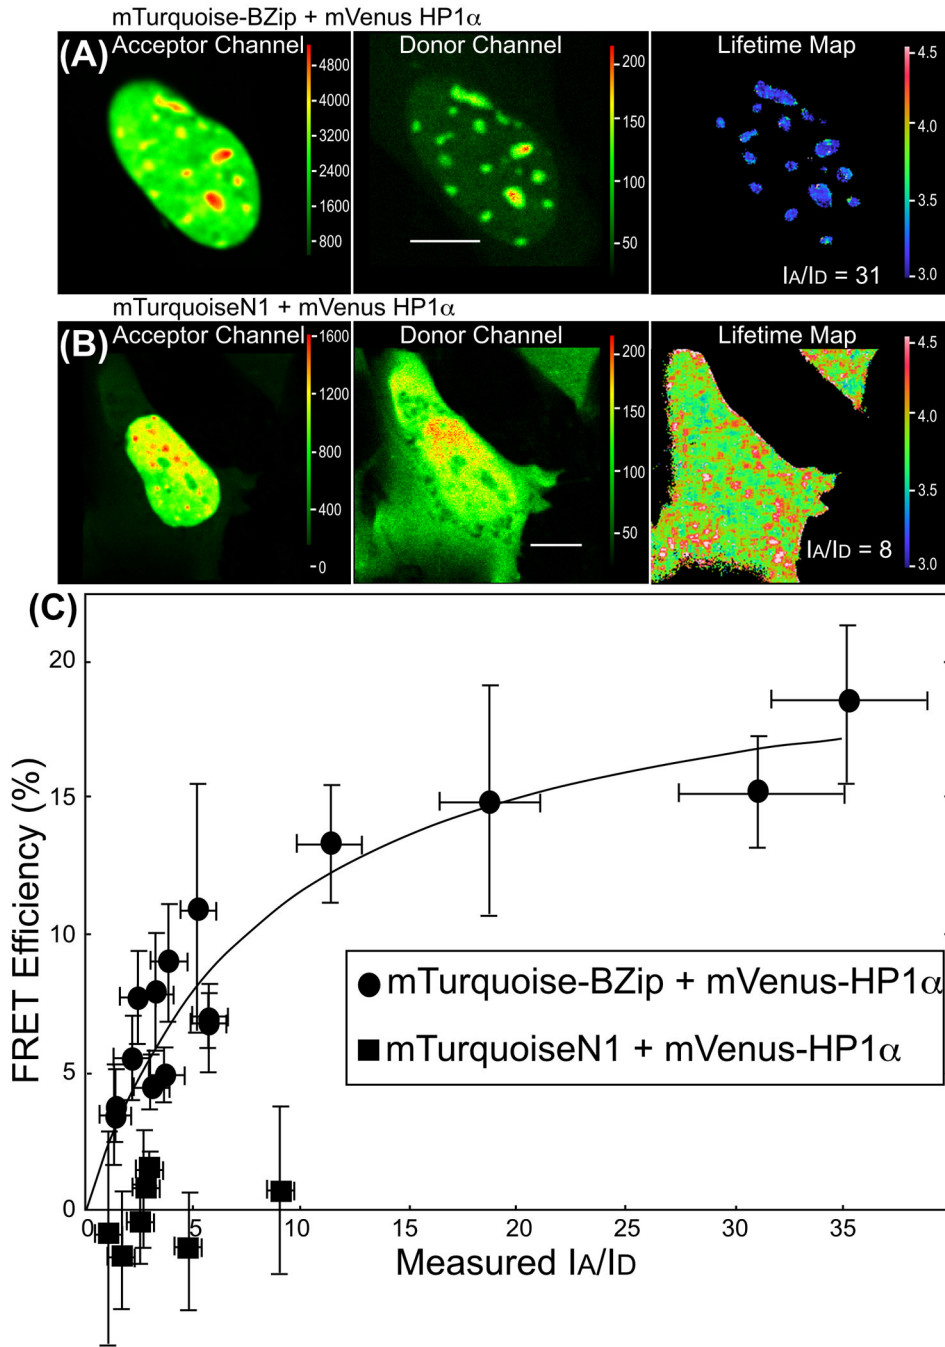 mTurquoise-BZip + mVenus HP1α
(A)
Acceptor Channel
4800
4000
3200
2400
1600
800
Donor Channel
200
150
100
50
Lifetime Map
4.5
4.0
3.5
3.0
IA/ID = 31
mTurquoiseN1 + mVenus HP1α
(B)
Acceptor Channel
1600
1200
800
400
0
Donor Channel
200
150
100
50
Lifetime Map
4.5
4.0
3.5
3.0
IA/ID = 8
(C)
FRET Efficiency (%)
20
15
10
5
0
mTurquoise-BZip + mVenus-HP1α
mTurquoiseN1 + mVenus-HP1α
0 5 10 15 20 25 30 35
Measured IA/ID